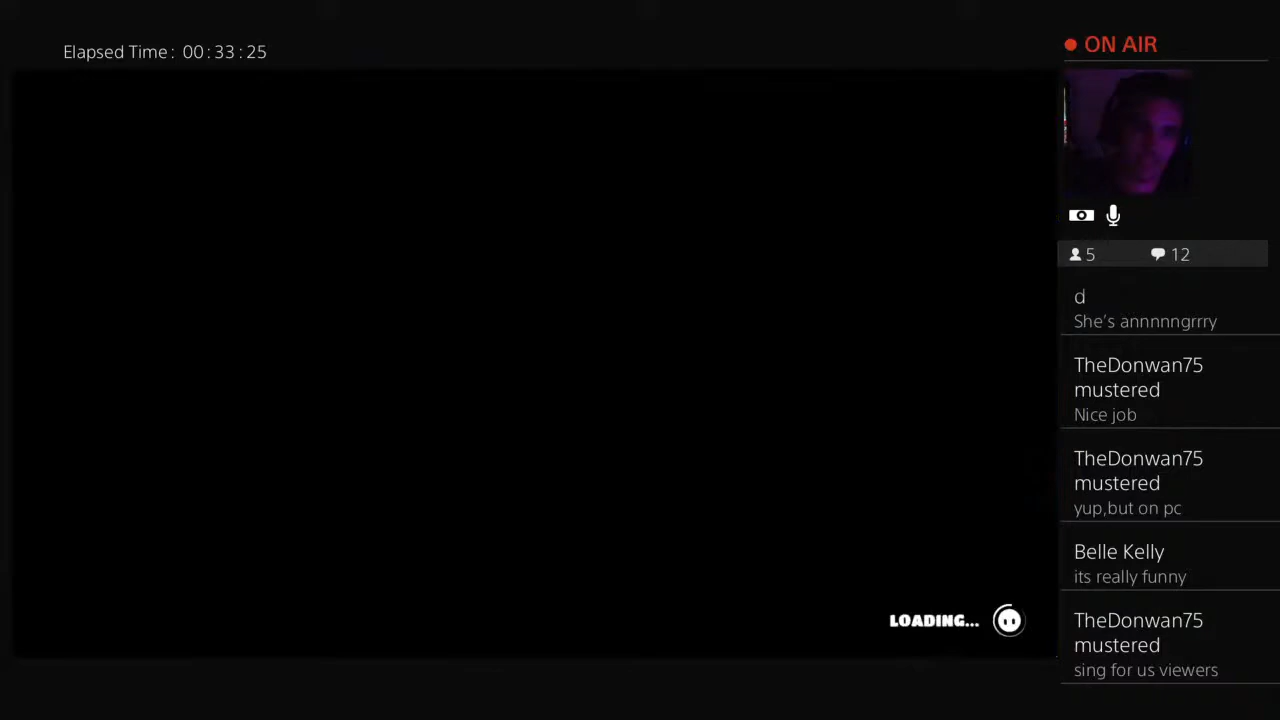 Elapsed Time: 00:33:25
ON AIR
5 12
d
She's annnnngrrry
TheDonwan75
mustered
Nice job
TheDonwan75
mustered
yup,but on pc
Belle Kelly
its really funny
TheDonwan75
mustered
sing for us viewers
LOADING...